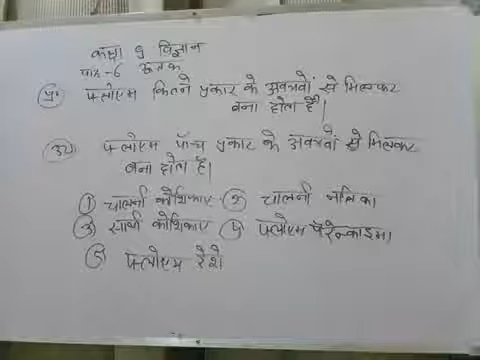 कक्षा 9 विज्ञान
पाठ-6 ऊतक
प्र० फ्लोएम कितने प्रकार के अवयवों से मिलकर
बना होता है।
उ० फ्लोएम पाँच प्रकार के अवयवों से मिलकर
बना होता है।
① चालनी कोशिकाए ② चालनी नलिका
③ साथी कोशिकाए ④ फ्लोएम पैरेन्काइमा
⑤ फ्लोएम रेशे